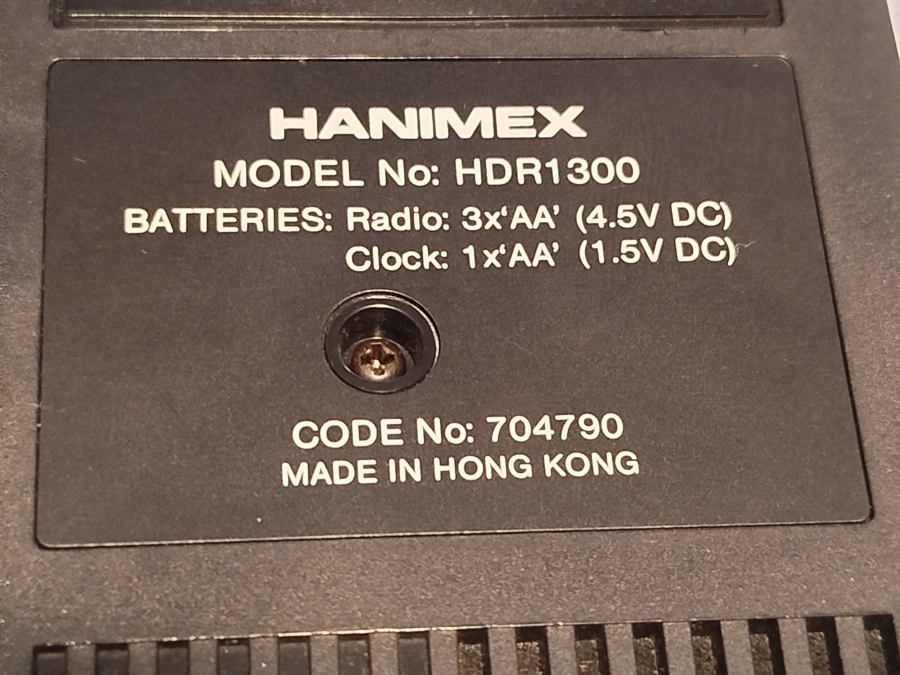 HANIMEX
MODEL No: HDR1300
BATTERIES: Radio: 3x‘AA’ (4.5V DC)
Clock: 1x‘AA’ (1.5V DC)
CODE No: 704790
MADE IN HONG KONG